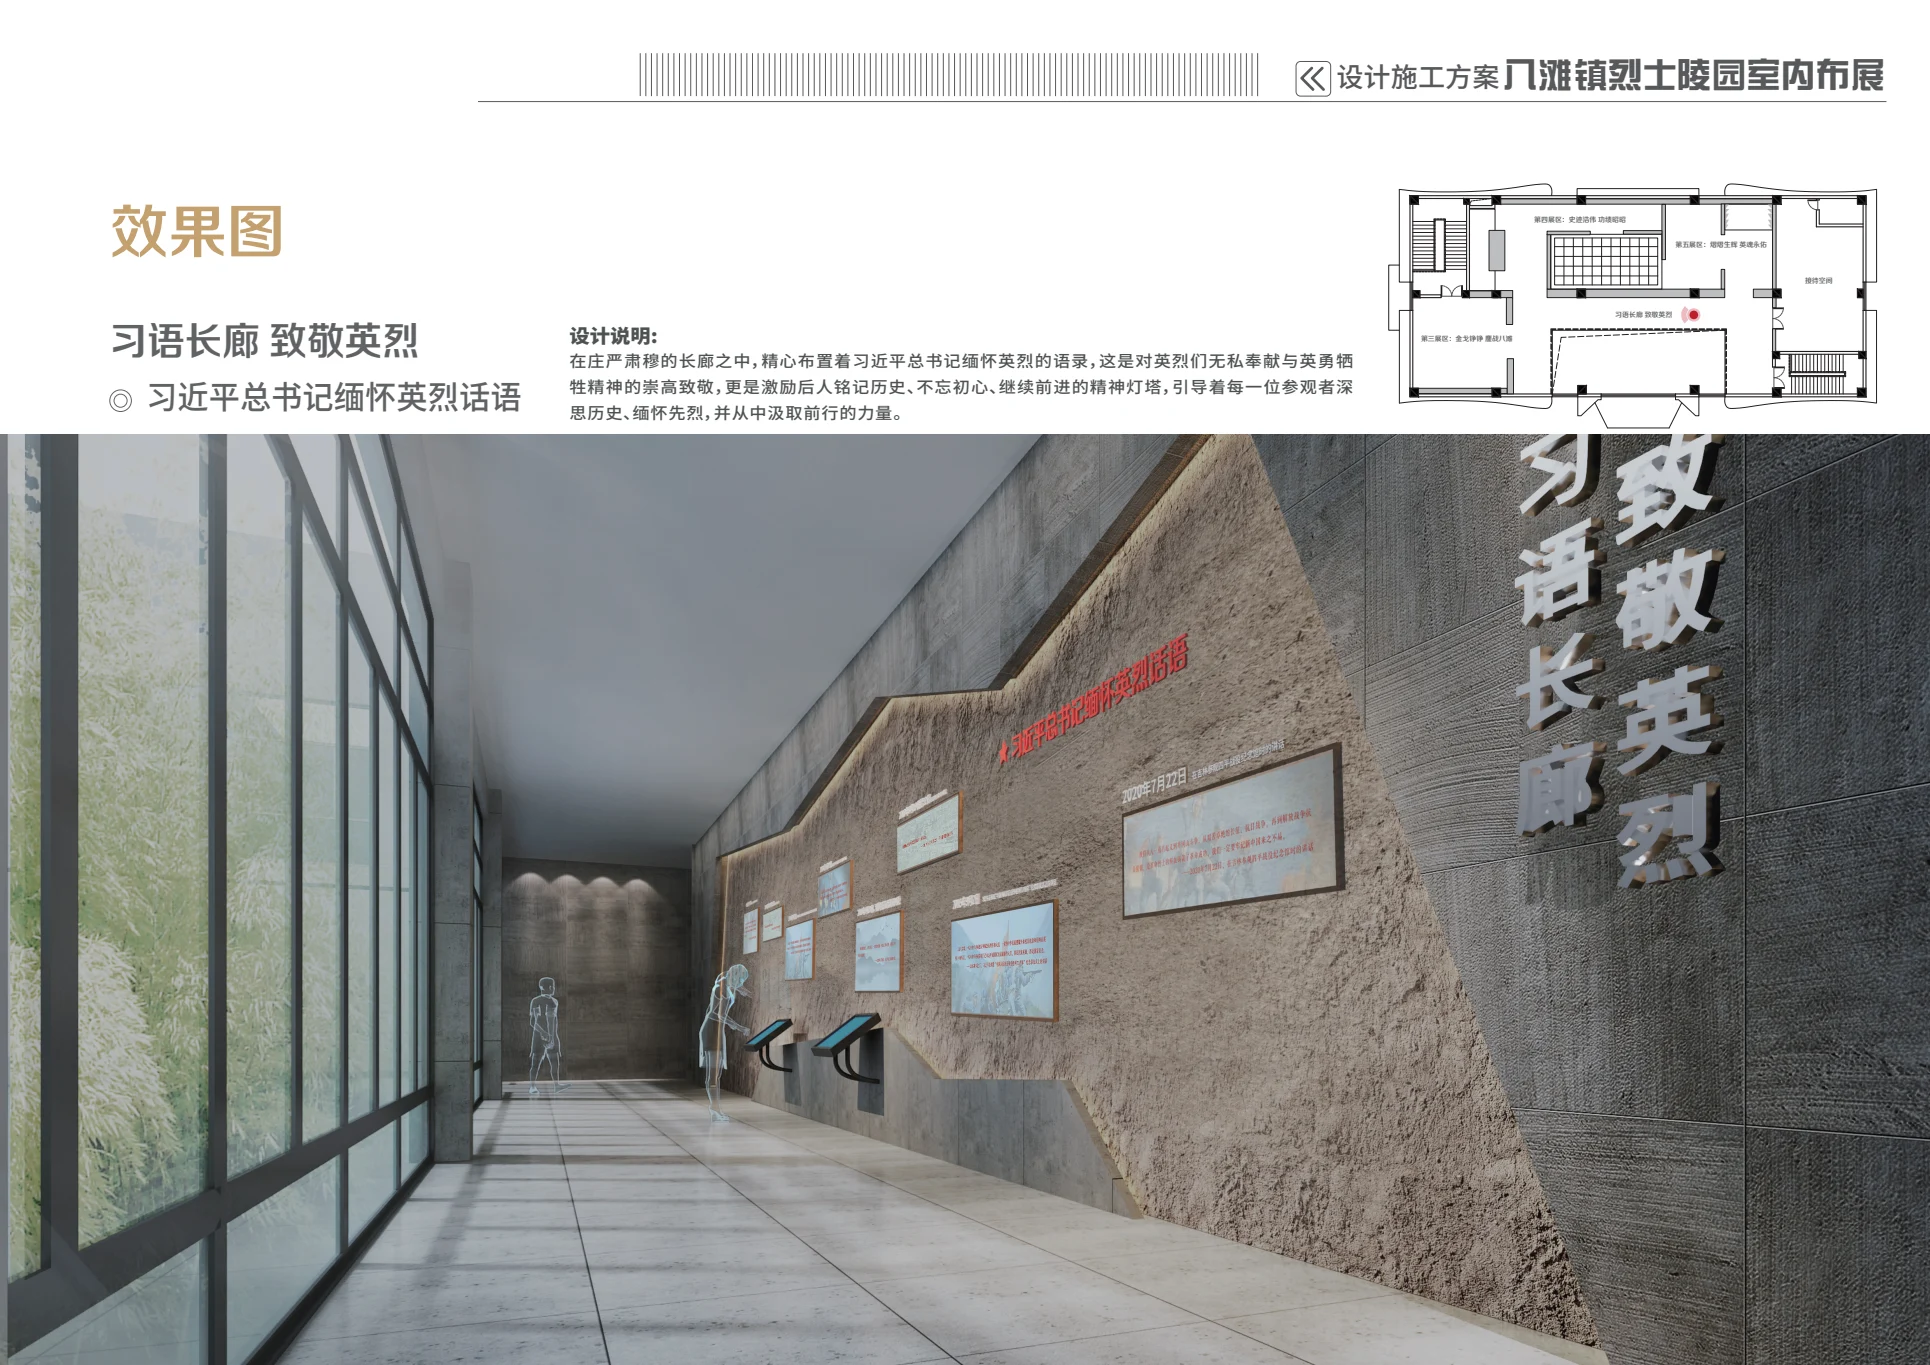 设计施工方案 八滩镇烈士陵园室内布展
效果图
习语长廊 致敬英烈
◎ 习近平总书记缅怀英烈话语
设计说明:
在庄严肃穆的长廊之中,精心布置着习近平总书记缅怀英烈的语录,这是对英烈们无私奉献与英勇牺
牲精神的崇高致敬,更是激励后人铭记历史、不忘初心、继续前进的精神灯塔,引导着每一位参观者深
思历史、缅怀先烈,并从中汲取前行的力量。
第四展区:史迹浩伟 功绩昭昭
第五展区:熠熠生辉 英魂永佑
接待空间
习语长廊 致敬英烈
第三展区:金戈铮铮 鏖战八滩
习语长廊
致敬英烈
习近平总书记缅怀英烈话语
2020年7月22日